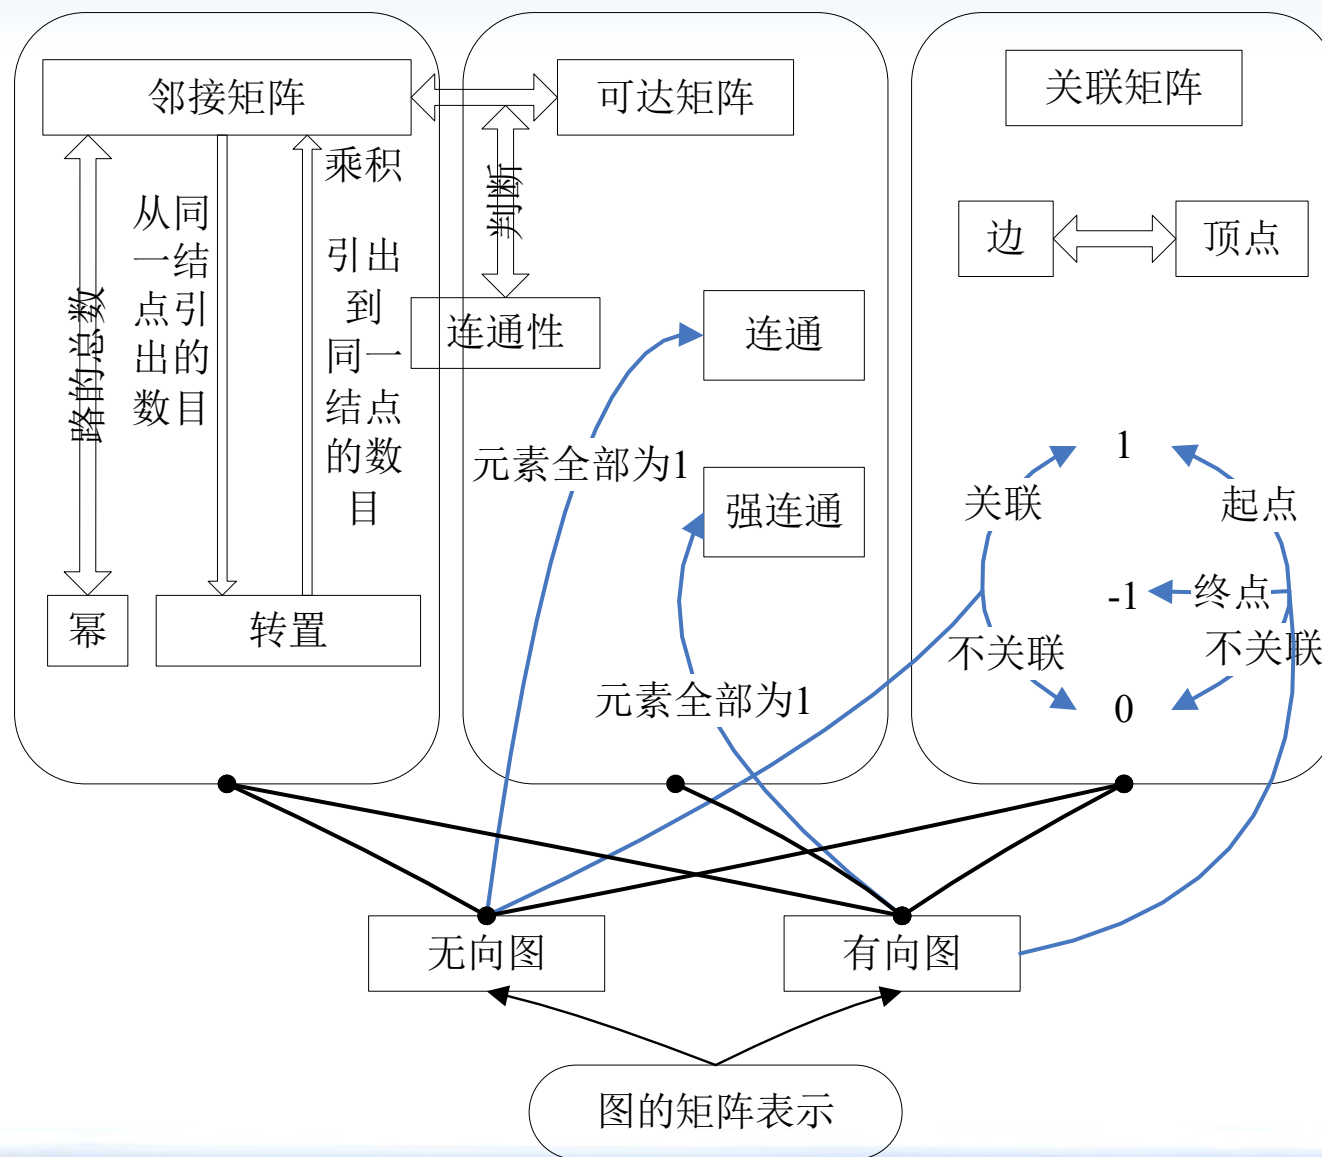 邻接矩阵
可达矩阵
关联矩阵
乘积
判断
从同
一结
点引
出的
数目
引出
到
同一
结点
的数
目
路的总数
边
顶点
连通性
连通
元素全部为1
强连通
1
关联
起点
-1
终点
不关联
不关联
0
幂
转置
元素全部为1
无向图
有向图
图的矩阵表示